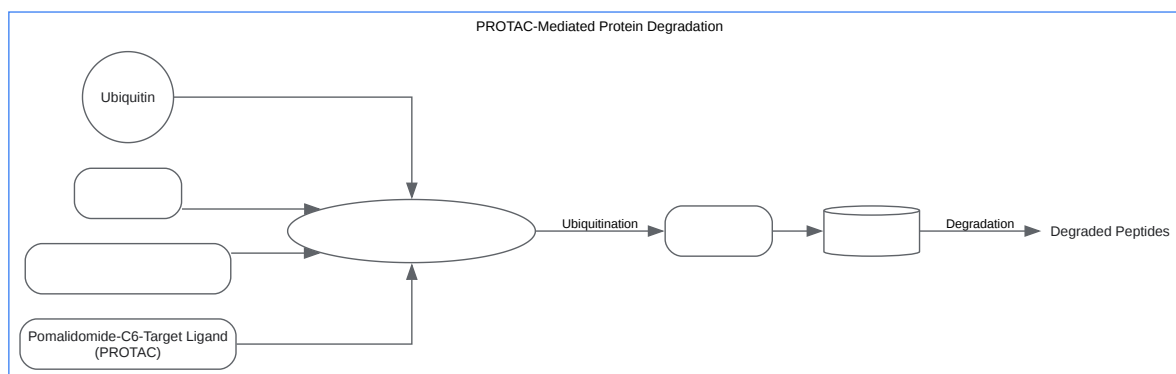 PROTAC-Mediated Protein Degradation
Ubiquitin
Ubiquitination
Degradation
Degraded Peptides
Pomalidomide-C6-Target Ligand
(PROTAC)